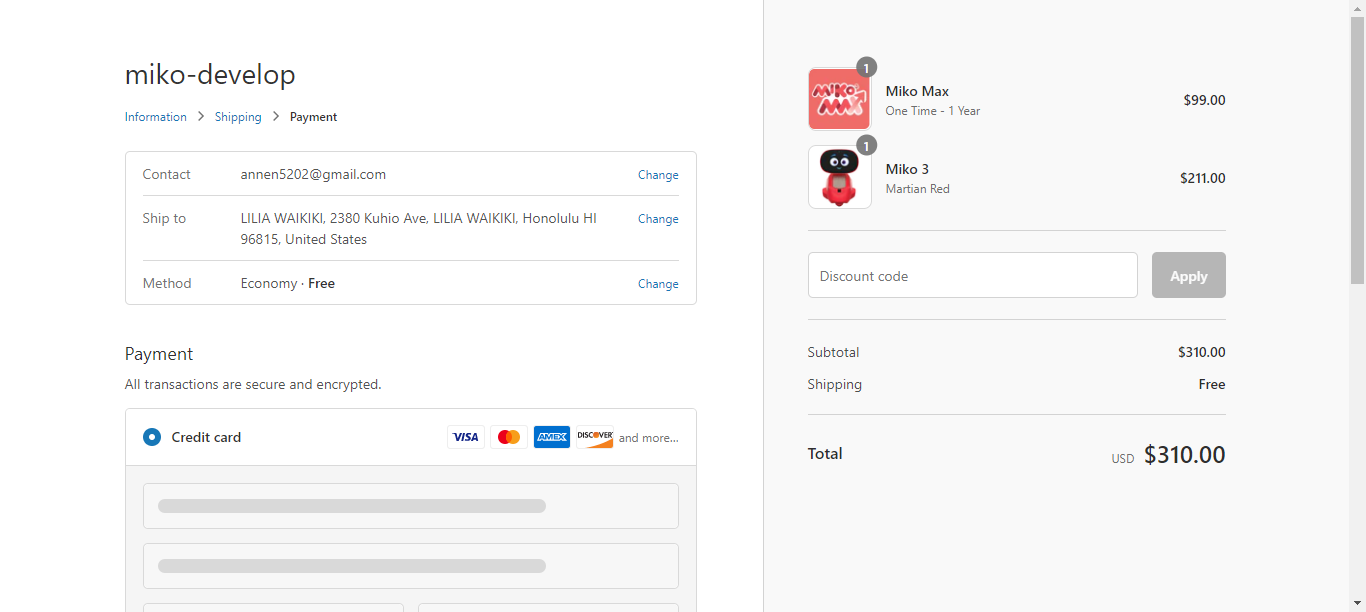 miko-develop
Information > Shipping > Payment
Contact annen5202@gmail.com Change
Ship to LILIA WAIKIKI, 2380 Kuhio Ave, LILIA WAIKIKI, Honolulu HI Change
96815, United States
Method Economy · Free Change
Payment
All transactions are secure and encrypted.
Credit card VISA AMEX DISCOVER and more...
1
MIKO
MAX
Miko Max $99.00
One Time - 1 Year
1
Miko 3 $211.00
Martian Red
Discount code Apply
Subtotal $310.00
Shipping Free
Total USD $310.00